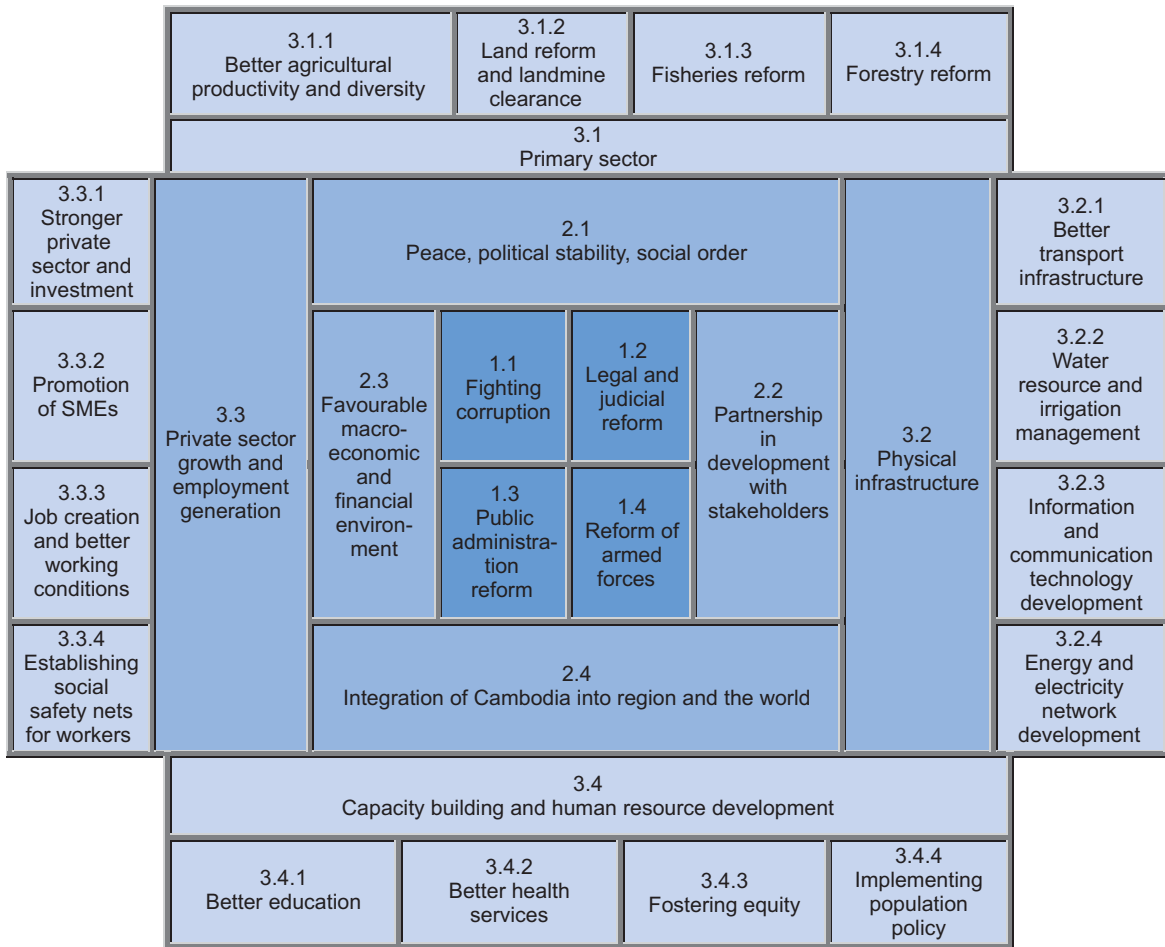 3.1.1
Better agricultural
productivity and diversity
3.1.2
Land reform
and landmine
clearance
3.1.3
Fisheries reform
3.1.4
Forestry reform
3.1
Primary sector
3.3.1
Stronger
private
sector and
investment
3.3.2
Promotion
of SMEs
3.3.3
Job creation
and better
working
conditions
3.3.4
Establishing
social
safety nets
for workers
3.3
Private sector
growth and
employment
generation
2.1
Peace, political stability, social order
2.3
Favourable
macro-
economic
and
financial
environ-
ment
1.1
Fighting
corruption
1.2
Legal and
judicial
reform
1.3
Public
administra-
tion
reform
1.4
Reform of
armed
forces
2.2
Partnership
in
development
with
stakeholders
2.4
Integration of Cambodia into region and the world
3.2
Physical
infrastructure
3.2.1
Better
transport
infrastructure
3.2.2
Water
resource and
irrigation
management
3.2.3
Information
and
communication
technology
development
3.2.4
Energy and
electricity
network
development
3.4
Capacity building and human resource development
3.4.1
Better education
3.4.2
Better health
services
3.4.3
Fostering equity
3.4.4
Implementing
population
policy